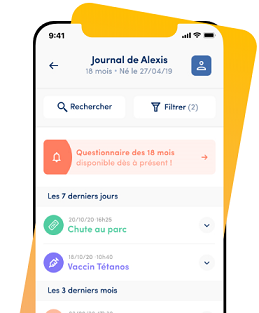 9:41
Journal de Alexis
18 mois • Né le 27/04/19
Rechercher
Filtrer (2)
Questionnaire des 18 mois
disponible dès à présent !
Les 7 derniers jours
20/10/20-16h25
Chute au parc
18/10/20-10h40
Vaccin Tétanos
Les 3 derniers mois